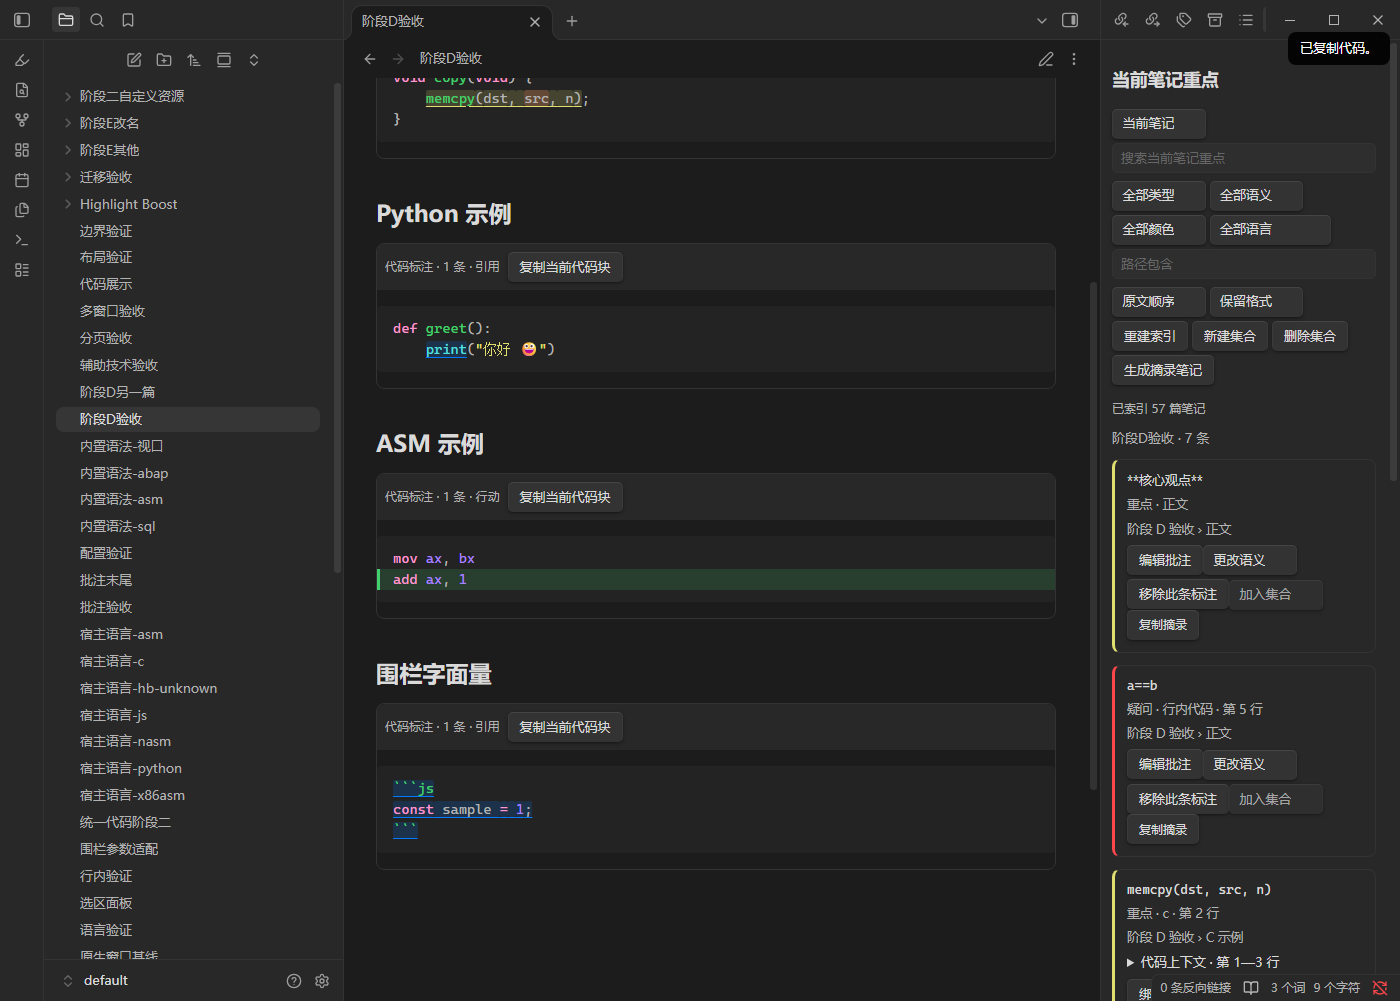 阶段D验收
已复制代码。
阶段二自定义资源
阶段E改名
阶段E其他
迁移验收
Highlight Boost
边界验证
布局验证
代码展示
多窗口验收
分页验收
辅助技术验收
阶段D另一篇
阶段D验收
内置语法-视口
内置语法-abap
内置语法-asm
内置语法-sql
配置验证
批注末尾
批注验收
宿主语言-asm
宿主语言-c
宿主语言-hb-unknown
宿主语言-js
宿主语言-nasm
宿主语言-python
宿主语言-x86asm
统一代码阶段二
围栏参数适配
行内验证
选区面板
语言验证
原生窗口基线
default
阶段D验收
void copy(void) {
memcpy(dst, src, n);
}
Python 示例
代码标注 · 1 条 · 引用 复制当前代码块
def greet():
print("你好 😀")
ASM 示例
代码标注 · 1 条 · 行动 复制当前代码块
mov ax, bx
add ax, 1
围栏字面量
代码标注 · 1 条 · 引用 复制当前代码块
```js
const sample = 1;
```
当前笔记重点
当前笔记
搜索当前笔记重点
全部类型 全部语义
全部颜色 全部语言
路径包含
原文顺序 保留格式
重建索引 新建集合 删除集合
生成摘录笔记
已索引 57 篇笔记
阶段D验收 · 7 条
**核心观点**
重点 · 正文
阶段 D 验收 › 正文
编辑批注 更改语义
移除此条标注 加入集合
复制摘录
a==b
疑问 · 行内代码 · 第 5 行
阶段 D 验收 › 正文
编辑批注 更改语义
移除此条标注 加入集合
复制摘录
memcpy(dst, src, n)
重点 · c · 第 2 行
阶段 D 验收 › C 示例
▶ 代码上下文 · 第 1—3 行
0 条反向链接 3 个词 9 个字符